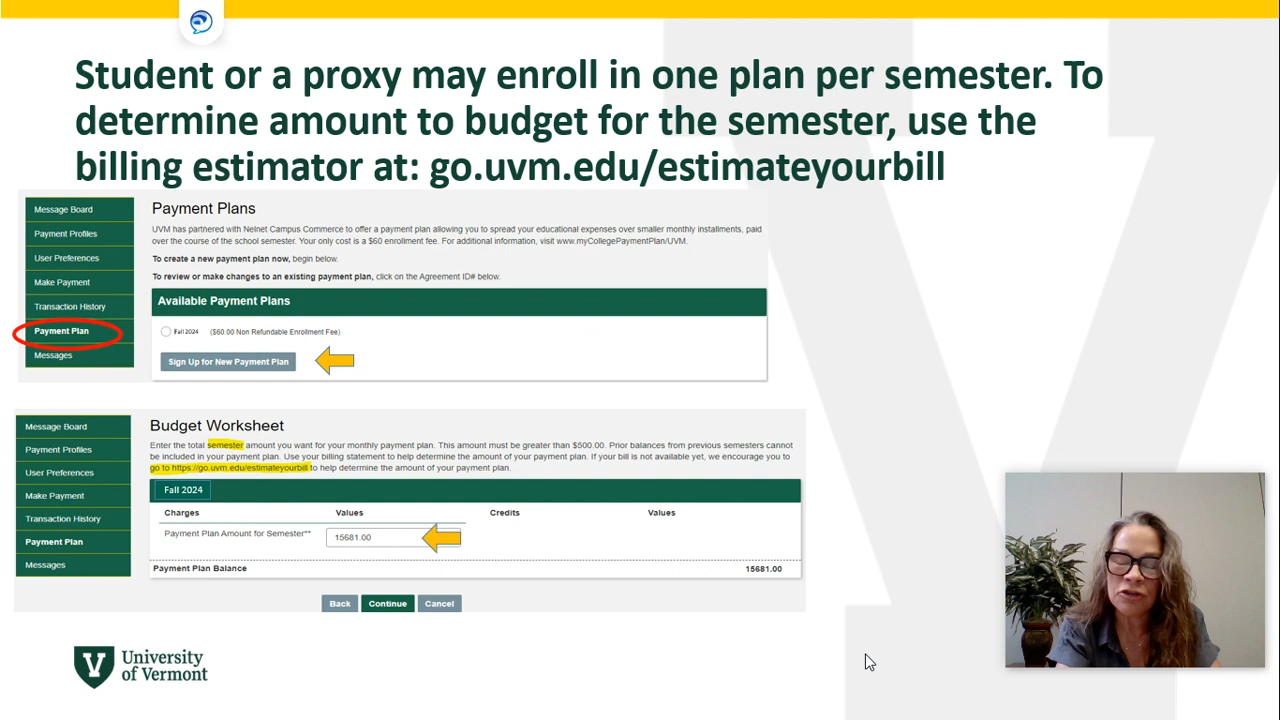 Student or a proxy may enroll in one plan per semester. To
determine amount to budget for the semester, use the
billing estimator at: go.uvm.edu/estimateyourbill
Message Board
Payment Profiles
User Preferences
Make Payment
Transaction History
Payment Plan
Messages
Payment Plans
UVM has partnered with Nelnet Campus Commerce to offer a payment plan allowing you to spread your educational expenses over smaller monthly installments, paid
over the course of the school semester. Your only cost is a $60 enrollment fee. For additional information, visit www.myCollegePaymentPlan/UVM.
To create a new payment plan now, begin below.
To review or make changes to an existing payment plan, click on the Agreement ID# below.
Available Payment Plans
Fall 2024 ($60.00 Non Refundable Enrollment Fee)
Sign Up for New Payment Plan
Message Board
Payment Profiles
User Preferences
Make Payment
Transaction History
Payment Plan
Messages
Budget Worksheet
Enter the total semester amount you want for your monthly payment plan. This amount must be greater than $500.00. Prior balances from previous semesters cannot
be included in your payment plan. Use your billing statement to help determine the amount of your payment plan. If your bill is not available yet, we encourage you to
go to https://go.uvm.edu/estimateyourbill to help determine the amount of your payment plan.
Fall 2024
Charges Values Credits Values
Payment Plan Amount for Semester** 15681.00
Payment Plan Balance 15681.00
Back Continue Cancel
University
of Vermont